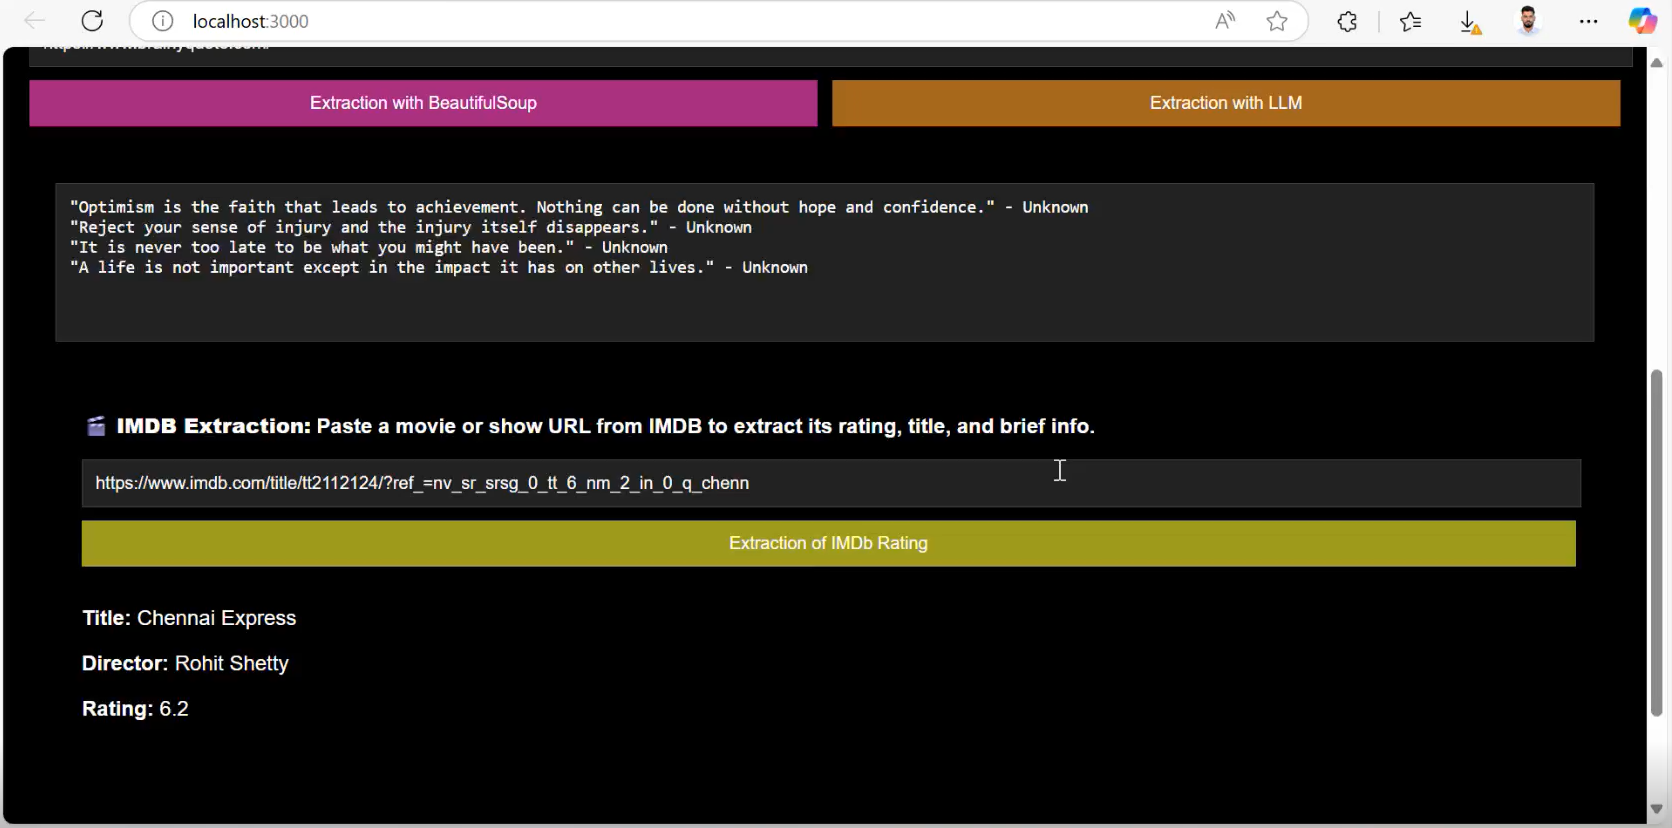 localhost:3000
Extraction with BeautifulSoup
Extraction with LLM
"Optimism is the faith that leads to achievement. Nothing can be done without hope and confidence." - Unknown
"Reject your sense of injury and the injury itself disappears." - Unknown
"It is never too late to be what you might have been." - Unknown
"A life is not important except in the impact it has on other lives." - Unknown
IMDB Extraction: Paste a movie or show URL from IMDB to extract its rating, title, and brief info.
https://www.imdb.com/title/tt2112124/?ref_=nv_sr_srsg_0_tt_6_nm_2_in_0_q_chenn
Extraction of IMDb Rating
Title: Chennai Express
Director: Rohit Shetty
Rating: 6.2